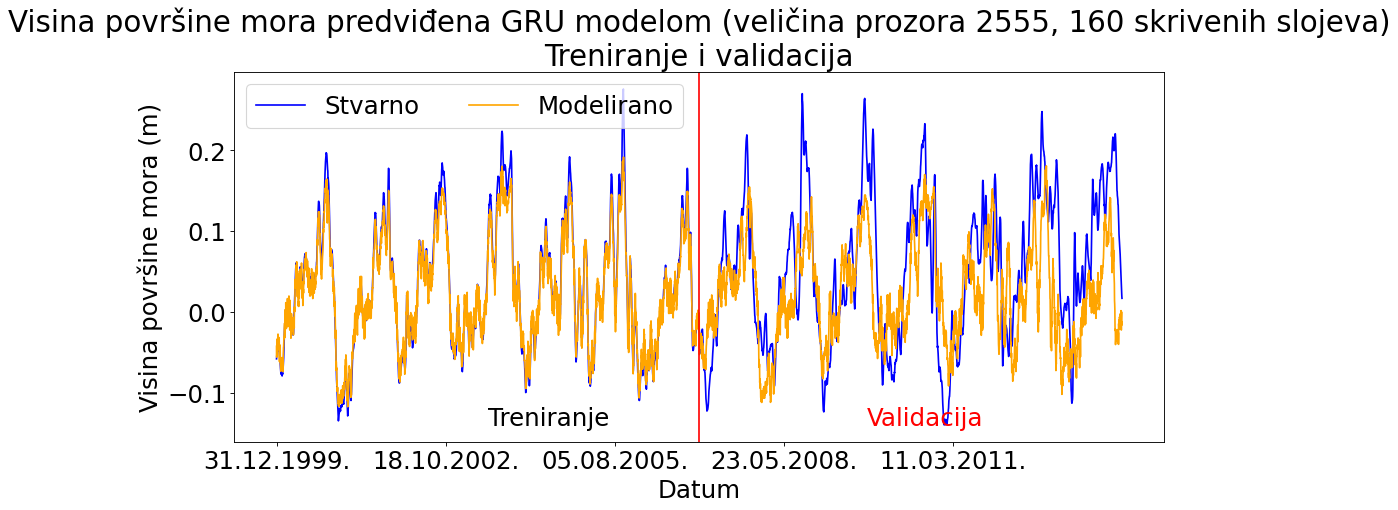 Visina površine mora predviđena GRU modelom (veličina prozora 2555, 160 skrivenih slojeva)
Treniranje i validacija
Stvarno
Modelirano
Visina površine mora (m)
0.2
0.1
0.0
−0.1
Treniranje
Validacija
31.12.1999.
18.10.2002.
05.08.2005.
23.05.2008.
11.03.2011.
Datum